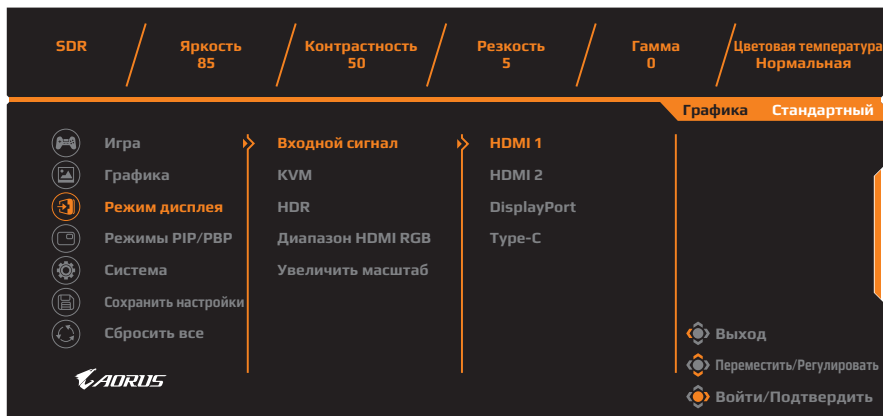 SDR
Яркость
85
Контрастность
50
Резкость
5
Гамма
0
Цветовая температура
Нормальная
Графика Стандартный
Игра
Графика
Режим дисплея
Режимы PIP/PBP
Система
Сохранить настройки
Сбросить все
Входной сигнал
KVM
HDR
Диапазон HDMI RGB
Увеличить масштаб
HDMI 1
HDMI 2
DisplayPort
Type-C
Выход
Переместить/Регулировать
Войти/Подтвердить
AORUS